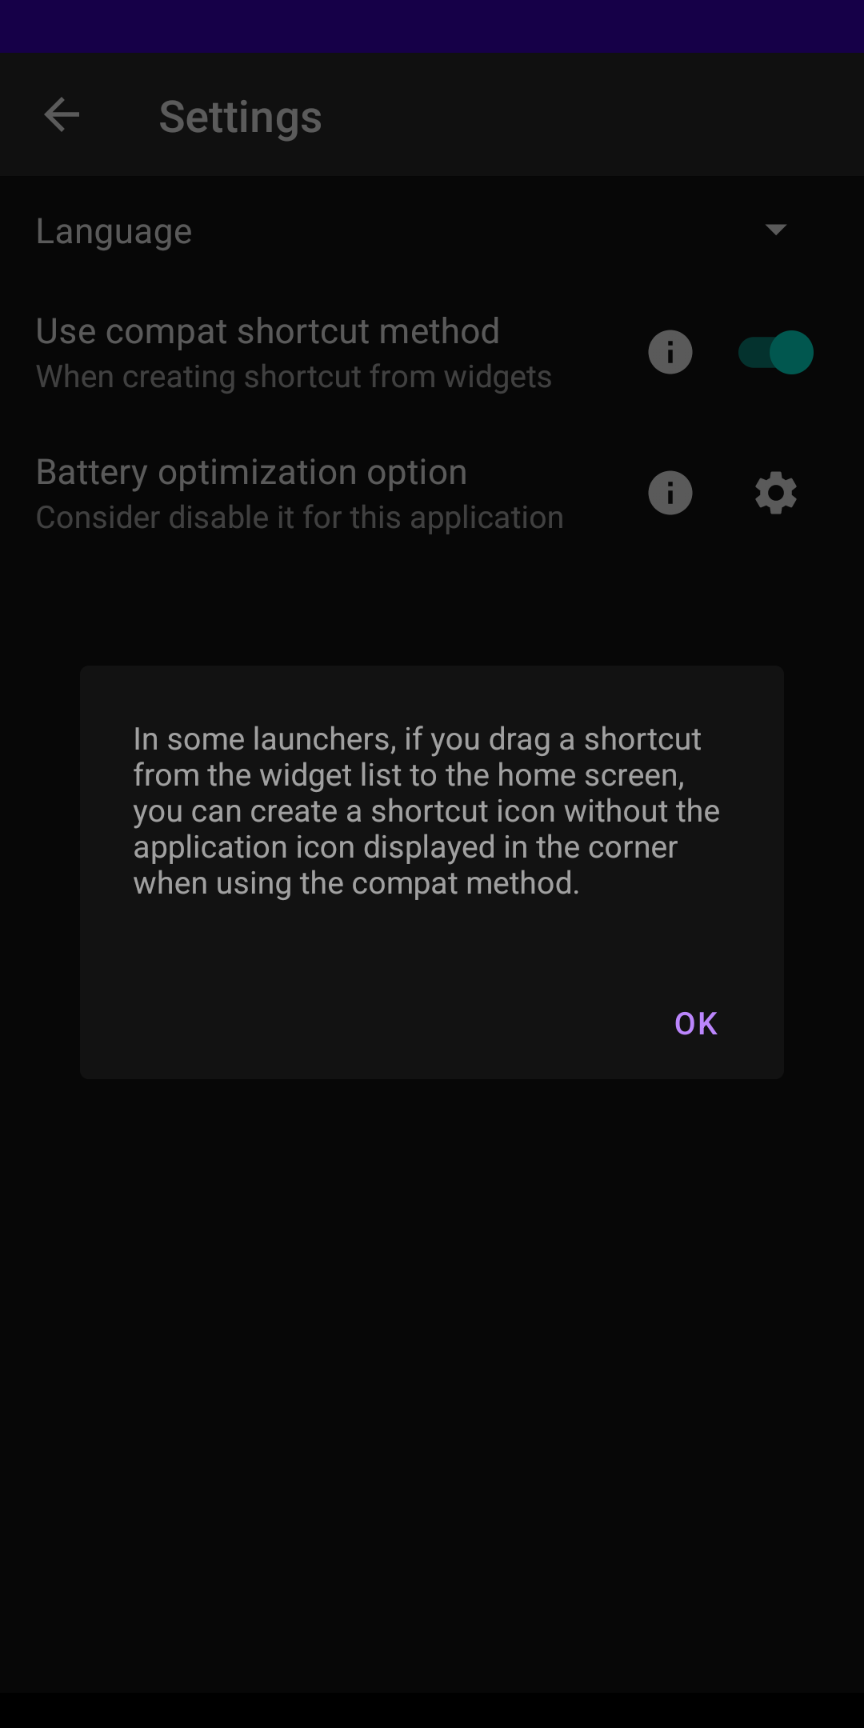 Settings
Language
Use compat shortcut method
When creating shortcut from widgets
Battery optimization option
Consider disable it for this application
In some launchers, if you drag a shortcut
from the widget list to the home screen,
you can create a shortcut icon without the
application icon displayed in the corner
when using the compat method.
OK